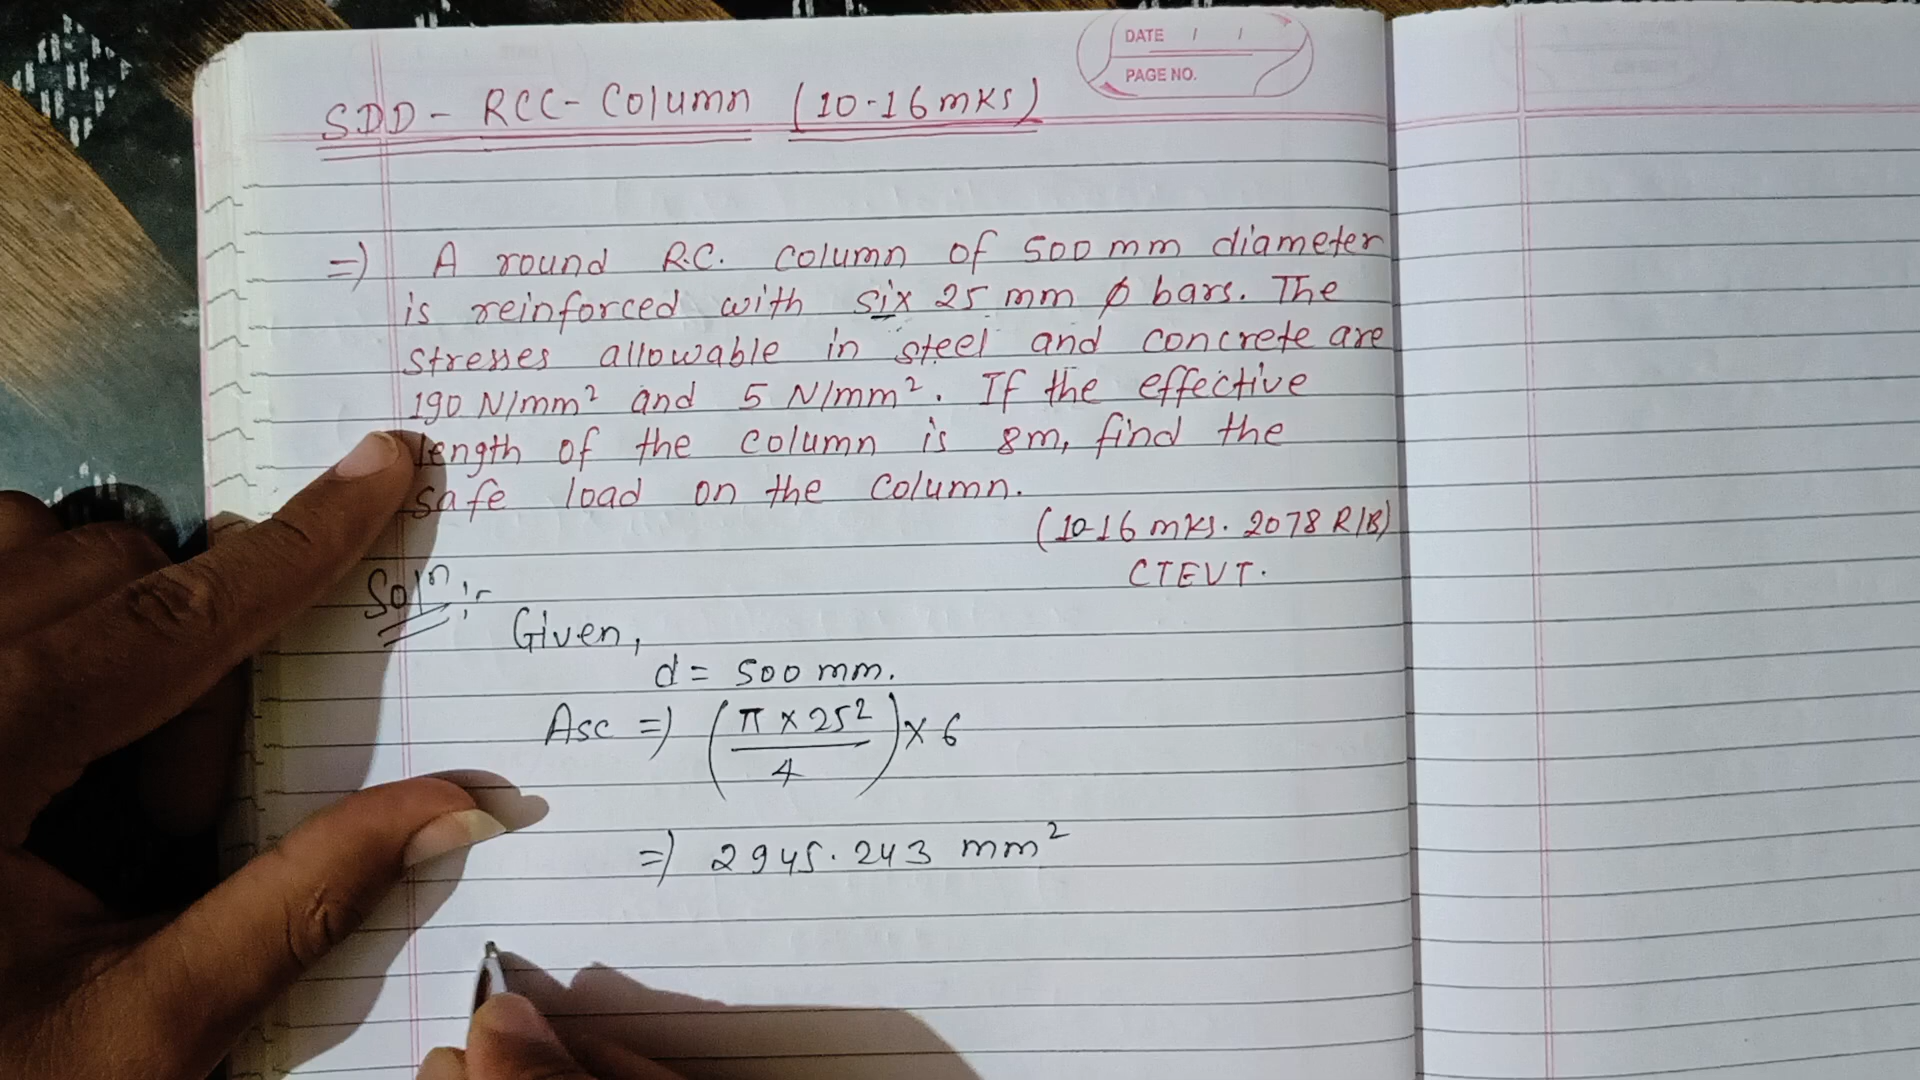 DATE / /
PAGE NO.
SDD - RCC - Column (10-16 mks)
=) A round R.C. column of 500 mm diameter
is reinforced with six 25 mm ϕ bars. The
stresses allowable in steel and concrete are
190 N/mm² and 5 N/mm². If the effective
length of the column is 8m, find the
safe load on the column.
(10-16 mks. 2078 R/B)
CTEVT.
Soln :-
Given,
d = 500 mm.
Asc =) (π × 25² / 4) × 6
=) 2945.243 mm²